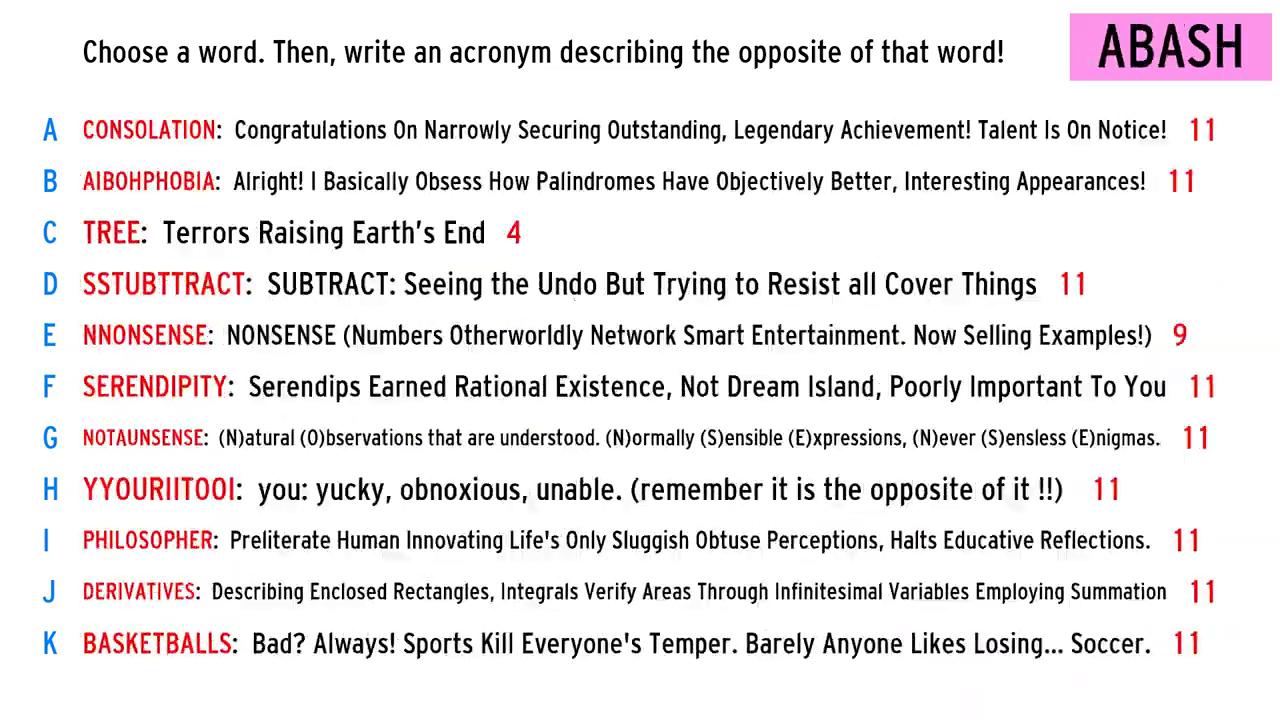 Choose a word. Then, write an acronym describing the opposite of that word!
ABASH
A CONSOLATION: Congratulations On Narrowly Securing Outstanding, Legendary Achievement! Talent Is On Notice! 11
B AIBOHPHOBIA: Alright! I Basically Obsess How Palindromes Have Objectively Better, Interesting Appearances! 11
C TREE: Terrors Raising Earth's End 4
D SSTUBTTRACT: SUBTRACT: Seeing the Undo But Trying to Resist all Cover Things 11
E NNONSENSE: NONSENSE (Numbers Otherworldly Network Smart Entertainment. Now Selling Examples!) 9
F SERENDIPITY: Serendips Earned Rational Existence, Not Dream Island, Poorly Important To You 11
G NOTAUNSENSE: (N)atural (O)bservations that are understood. (N)ormally (S)ensible (E)xpressions, (N)ever (S)ensless (E)nigmas. 11
H YYOURIITOOI: you: yucky, obnoxious, unable. (remember it is the opposite of it !!) 11
I PHILOSOPHER: Preliterate Human Innovating Life's Only Sluggish Obtuse Perceptions, Halts Educative Reflections. 11
J DERIVATIVES: Describing Enclosed Rectangles, Integrals Verify Areas Through Infinitesimal Variables Employing Summation 11
K BASKETBALLS: Bad? Always! Sports Kill Everyone's Temper. Barely Anyone Likes Losing... Soccer. 11